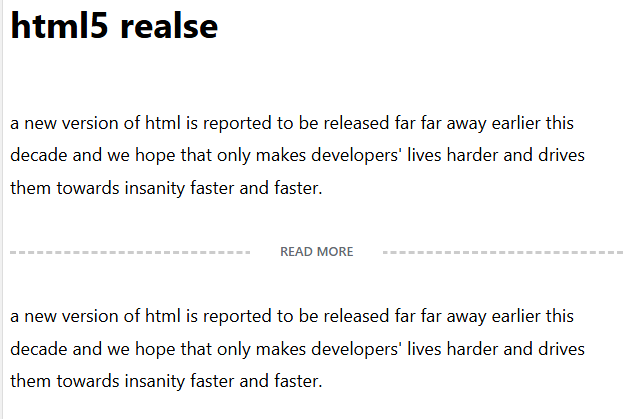 html5 realse
a new version of html is reported to be released far far away earlier this
decade and we hope that only makes developers' lives harder and drives
them towards insanity faster and faster.
READ MORE
a new version of html is reported to be released far far away earlier this
decade and we hope that only makes developers' lives harder and drives
them towards insanity faster and faster.